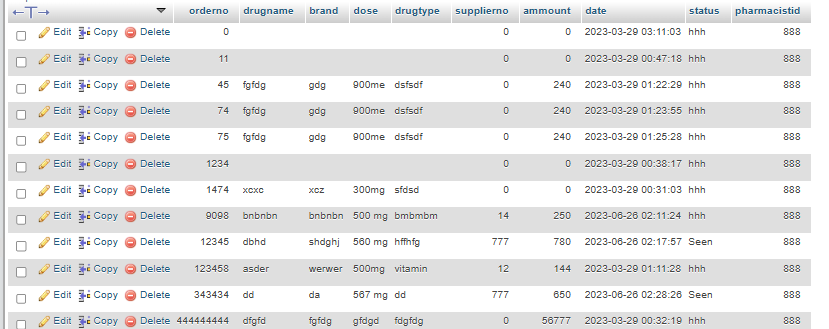 orderno drugname brand dose drugtype supplierno ammount date status pharmacistid
Edit Copy Delete 0 0 0 2023-03-29 03:11:03 hhh 888
Edit Copy Delete 11 0 0 2023-03-29 00:47:18 hhh 888
Edit Copy Delete 45 fgfdg gdg 900me dsfsdf 0 240 2023-03-29 01:22:29 hhh 888
Edit Copy Delete 74 fgfdg gdg 900me dsfsdf 0 240 2023-03-29 01:23:55 hhh 888
Edit Copy Delete 75 fgfdg gdg 900me dsfsdf 0 240 2023-03-29 01:25:28 hhh 888
Edit Copy Delete 1234 0 0 2023-03-29 00:38:17 hhh 888
Edit Copy Delete 1474 xcxc xcz 300mg sfdsd 0 0 2023-03-29 00:31:03 hhh 888
Edit Copy Delete 9098 bnbnbn bnbnbn 500 mg bmbmbm 14 250 2023-06-26 02:11:24 hhh 888
Edit Copy Delete 12345 dbhd shdghj 560 mg hffhfg 777 780 2023-06-26 02:17:57 Seen 888
Edit Copy Delete 123458 asder werwer 500mg vitamin 12 144 2023-03-29 01:11:28 hhh 888
Edit Copy Delete 343434 dd da 567 mg dd 777 650 2023-06-26 02:28:26 Seen 888
Edit Copy Delete 444444444 dfgfd fgfdg gfdgd fdgfdg 0 56777 2023-03-29 00:32:19 hhh 888